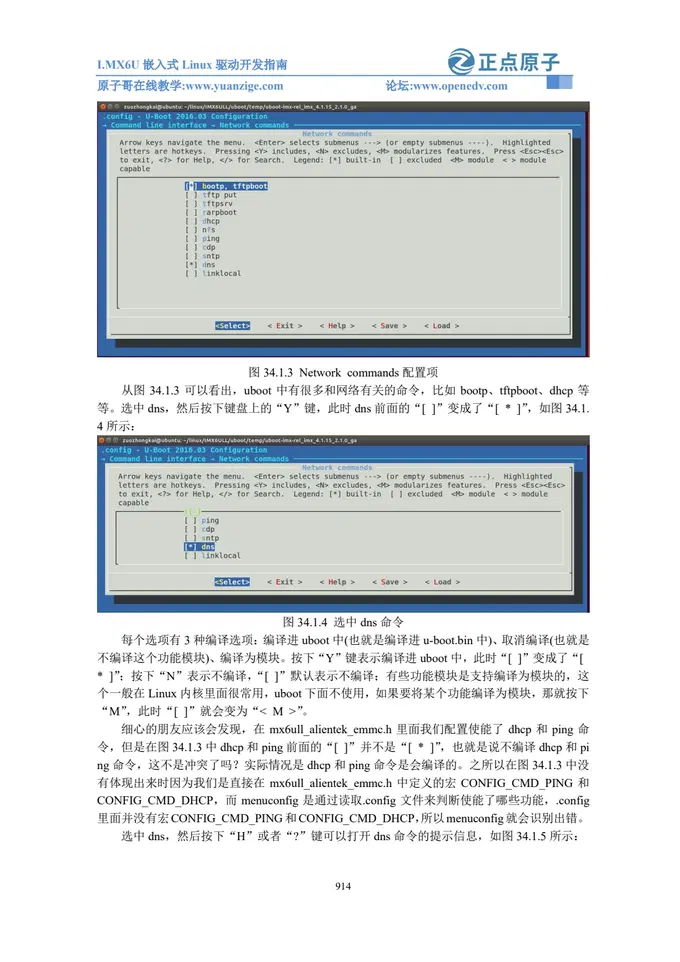 I.MX6U 嵌入式 Linux 驱动开发指南
正点原子
原子哥在线教学:www.yuanzige.com
论坛:www.openedv.com
zuozhongkai@ubuntu: ~/linux/IMX6ULL/uboot/temp/uboot-imx-rel_imx_4.1.15_2.1.0_ga
.config - U-Boot 2016.03 Configuration
→ Command line interface → Network commands
Network commands
Arrow keys navigate the menu. <Enter> selects submenus ---> (or empty submenus ----). Highlighted
letters are hotkeys. Pressing <Y> includes, <N> excludes, <M> modularizes features. Press <Esc><Esc>
to exit, <?> for Help, </> for Search. Legend: [*] built-in [ ] excluded <M> module < > module
capable
[*] bootp, tftpboot
[ ] tftp put
[ ] tftpsrv
[ ] rarpboot
[ ] dhcp
[ ] nfs
[ ] ping
[ ] cdp
[ ] sntp
[*] dns
[ ] linklocal
<Select> < Exit > < Help > < Save > < Load >
图 34.1.3 Network commands 配置项
从图 34.1.3 可以看出，uboot 中有很多和网络有关的命令，比如 bootp、tftpboot、dhcp 等
等。选中 dns，然后按下键盘上的“Y”键，此时 dns 前面的“[ ]”变成了“[ * ]”，如图 34.1.
4 所示：
zuozhongkai@ubuntu: ~/linux/IMX6ULL/uboot/temp/uboot-imx-rel_imx_4.1.15_2.1.0_ga
.config - U-Boot 2016.03 Configuration
→ Command line interface → Network commands
Network commands
Arrow keys navigate the menu. <Enter> selects submenus ---> (or empty submenus ----). Highlighted
letters are hotkeys. Pressing <Y> includes, <N> excludes, <M> modularizes features. Press <Esc><Esc>
to exit, <?> for Help, </> for Search. Legend: [*] built-in [ ] excluded <M> module < > module
capable
[ ] ping
[ ] cdp
[ ] sntp
[*] dns
[ ] linklocal
<Select> < Exit > < Help > < Save > < Load >
图 34.1.4 选中 dns 命令
每个选项有 3 种编译选项：编译进 uboot 中(也就是编译进 u-boot.bin 中)、取消编译(也就是
不编译这个功能模块)、编译为模块。按下“Y”键表示编译进 uboot 中，此时“[ ]”变成了“[
* ]”；按下“N”表示不编译，“[ ]”默认表示不编译；有些功能模块是支持编译为模块的，这
个一般在 Linux 内核里面很常用，uboot 下面不使用，如果要将某个功能编译为模块，那就按下
“M”，此时“[ ]”就会变为“< M >”。
细心的朋友应该会发现，在 mx6ull_alientek_emmc.h 里面我们配置使能了 dhcp 和 ping 命
令，但是在图 34.1.3 中 dhcp 和 ping 前面的“[ ]”并不是“[ * ]”，也就是说不编译 dhcp 和 pi
ng 命令，这不是冲突了吗？实际情况是 dhcp 和 ping 命令是会编译的。之所以在图 34.1.3 中没
有体现出来时因为我们是直接在 mx6ull_alientek_emmc.h 中定义的宏 CONFIG_CMD_PING 和
CONFIG_CMD_DHCP，而 menuconfig 是通过读取.config 文件来判断使能了哪些功能，.config
里面并没有宏 CONFIG_CMD_PING 和 CONFIG_CMD_DHCP，所以 menuconfig 就会识别出错。
选中 dns，然后按下“H”或者“?”键可以打开 dns 命令的提示信息，如图 34.1.5 所示：
914